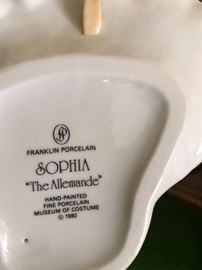 FRANKLIN PORCELAIN
SOPHIA
"The Allemande"
HAND-PAINTED
FINE PORCELAIN
MUSEUM OF COSTUME
© 1982